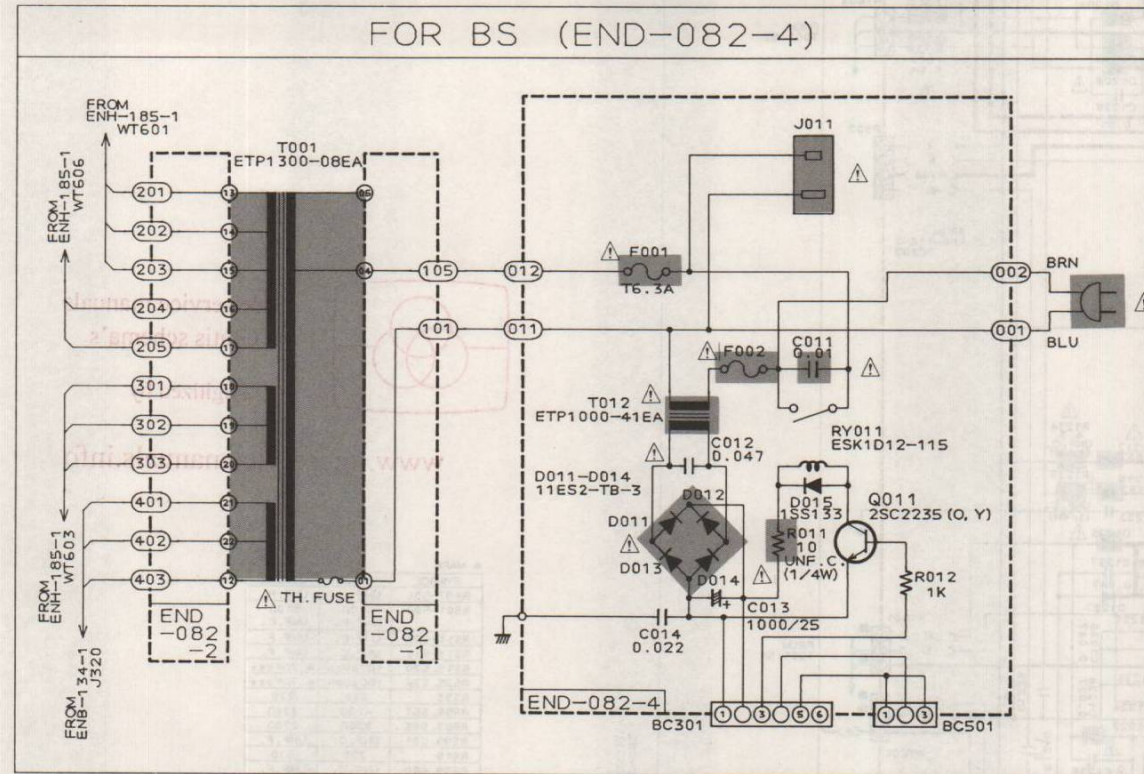 FOR BS (END-082-4)
FROM
ENH-185-1
WT601
FROM
ENH-185-1
WT606
T001
ETP1300-08EA
201
202
203
204
205
301
302
303
401
402
403
13
14
15
16
17
18
19
20
21
22
12
05
04
01
TH. FUSE
END
-082
-2
END
-082
-1
FROM
ENH-185-1
WT603
FROM
ENB-134-1
J320
105
101
012
011
F001
T6.3A
J011
002
BRN
001
BLU
F002
C011
0.01
T012
ETP1000-41EA
RY011
ESK1D12-115
C012
0.047
D011-D014
11ES2-TB-3
D012
D011
D013
D014
D015
1SS133
Q011
2SC2235 (O, Y)
R011
10
UNF. C.
(1/4W)
R012
1K
C013
1000/25
C014
0.022
END-082-4
BC301
1
3
5
6
1
3
BC501